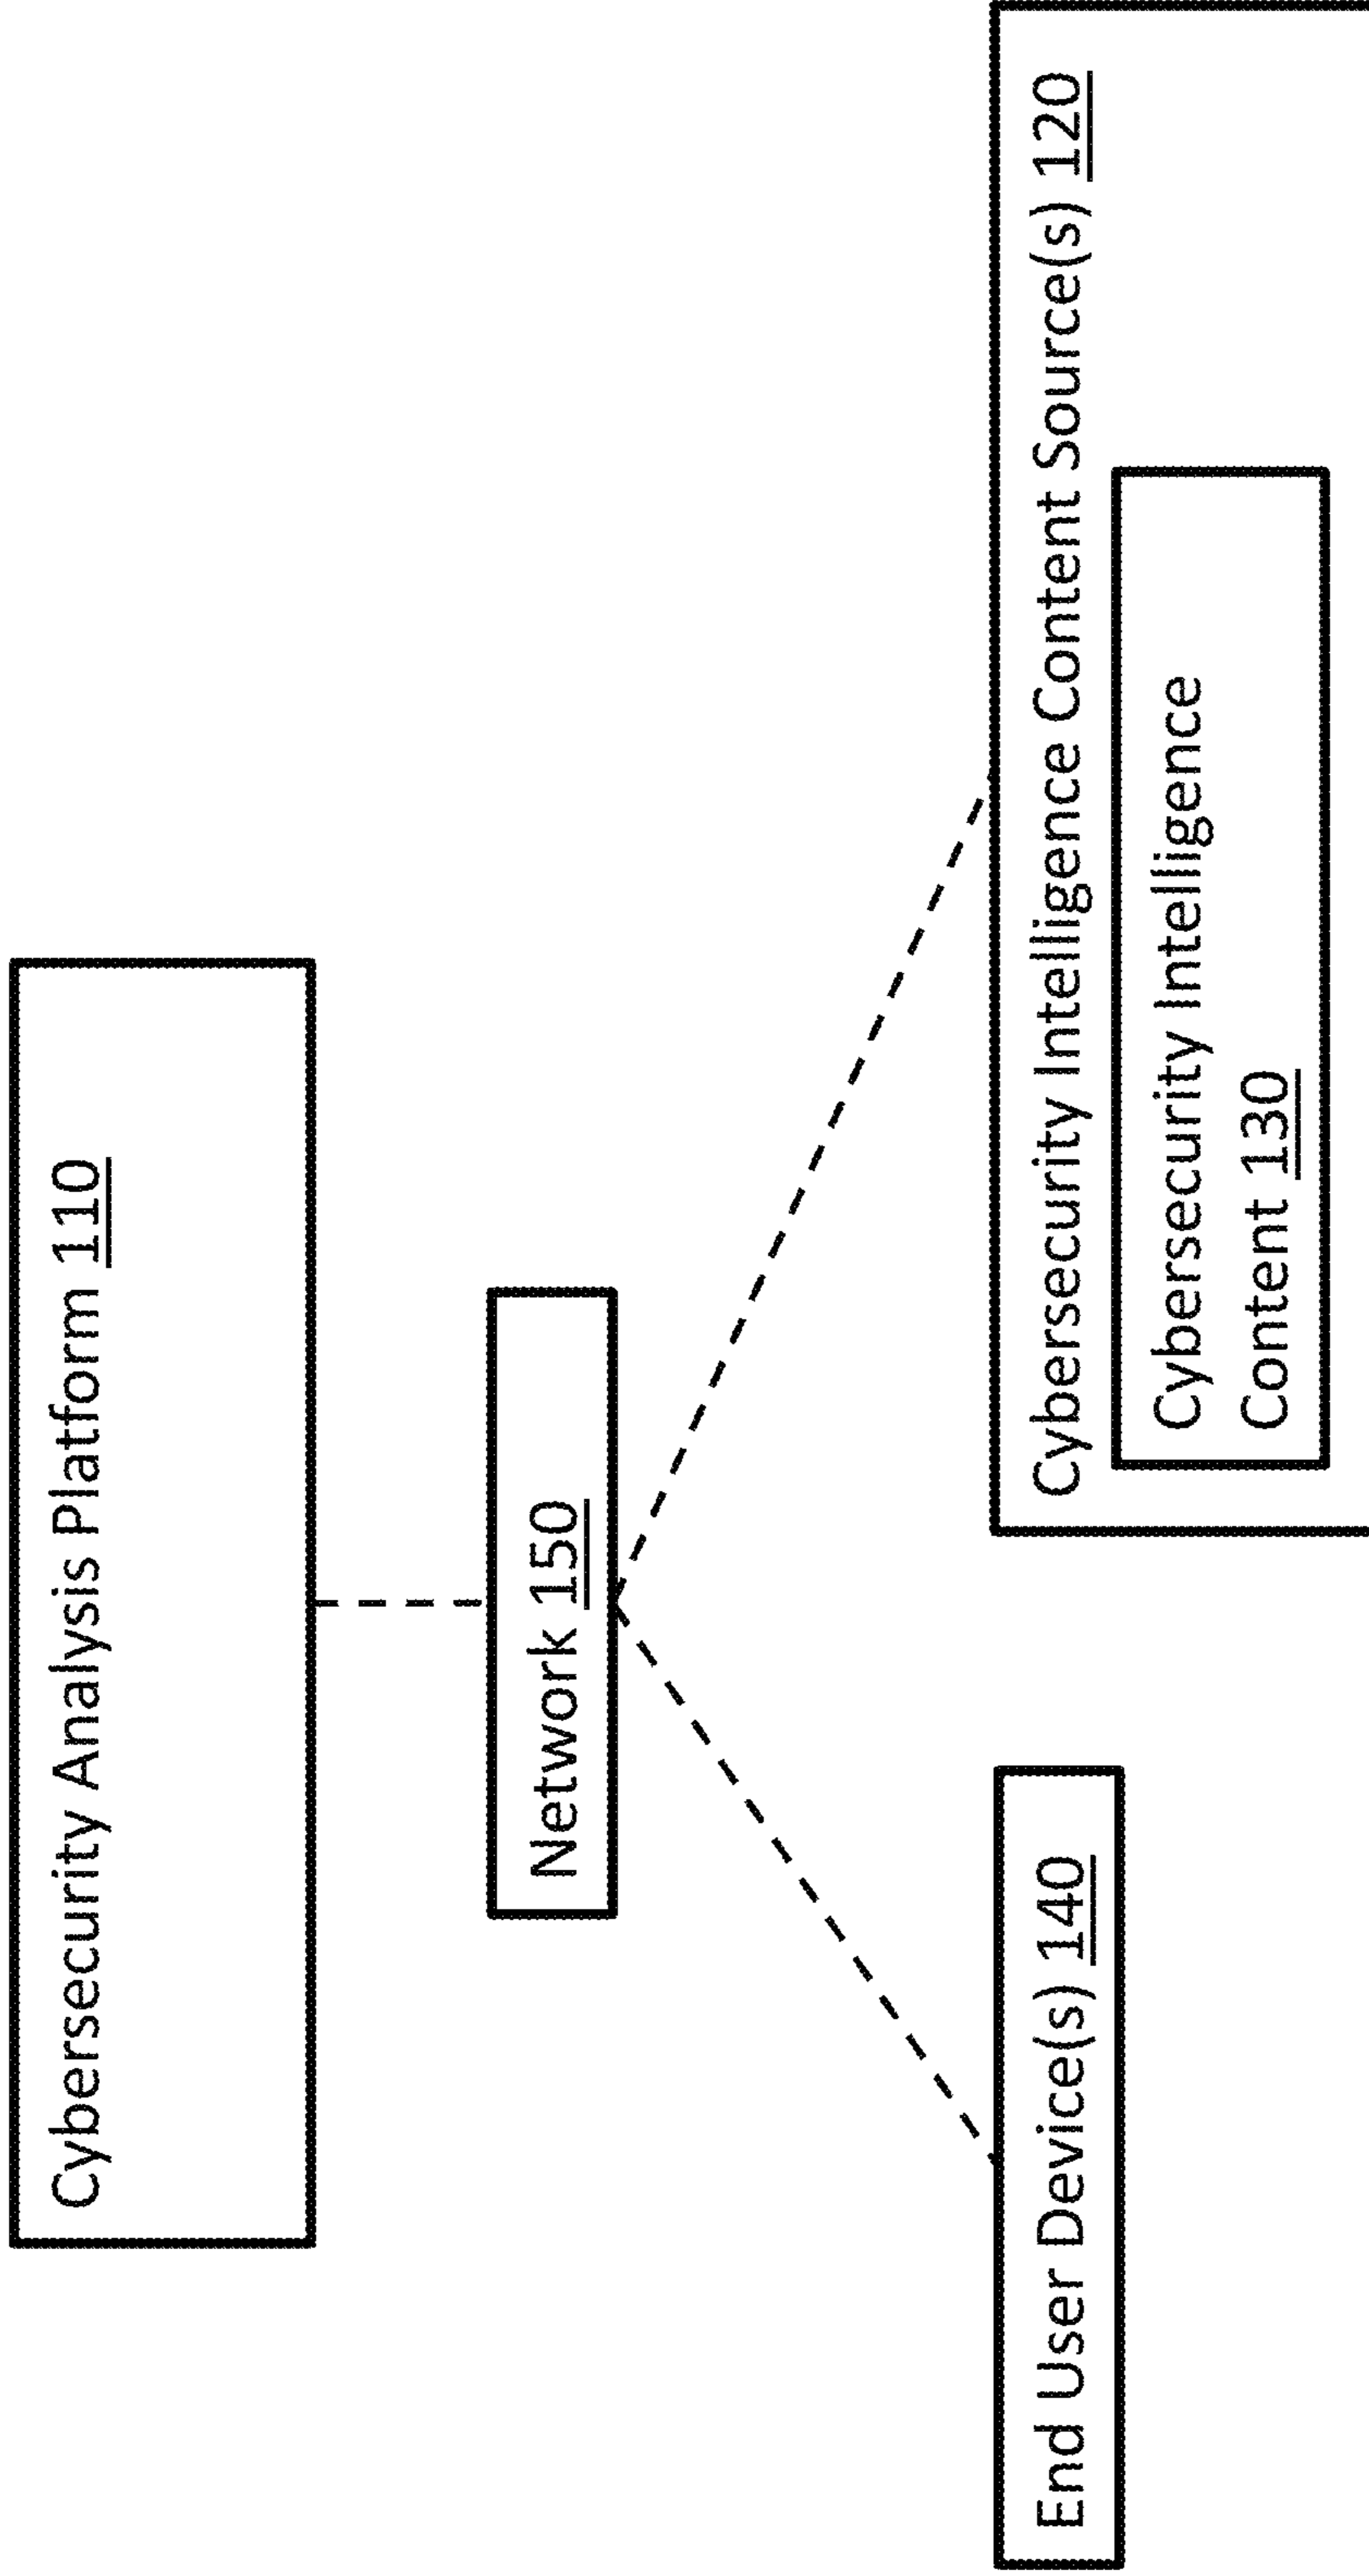 Cybersecurity Analysis Platform 110
Network 150
End User Device(s) 140
Cybersecurity Intelligence Content Source(s) 120
Cybersecurity Intelligence
Content 130